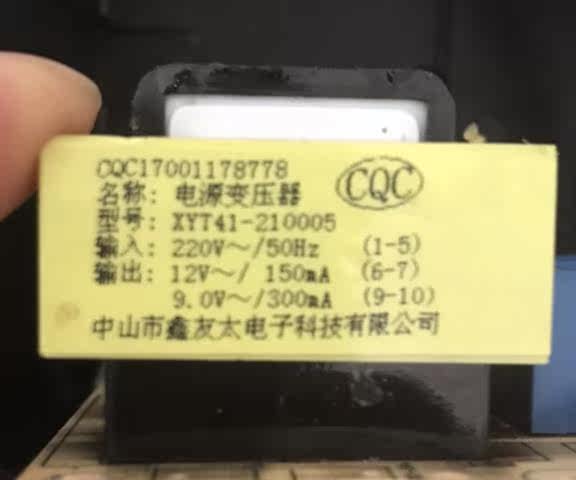 CQC17001178778
CQC
名称: 电源变压器
型号: XYT41-210005
输入: 220V～/50Hz (1-5)
输出: 12V～/ 150mA (6-7)
9.0V～/300mA (9-10)
中山市鑫友太电子科技有限公司